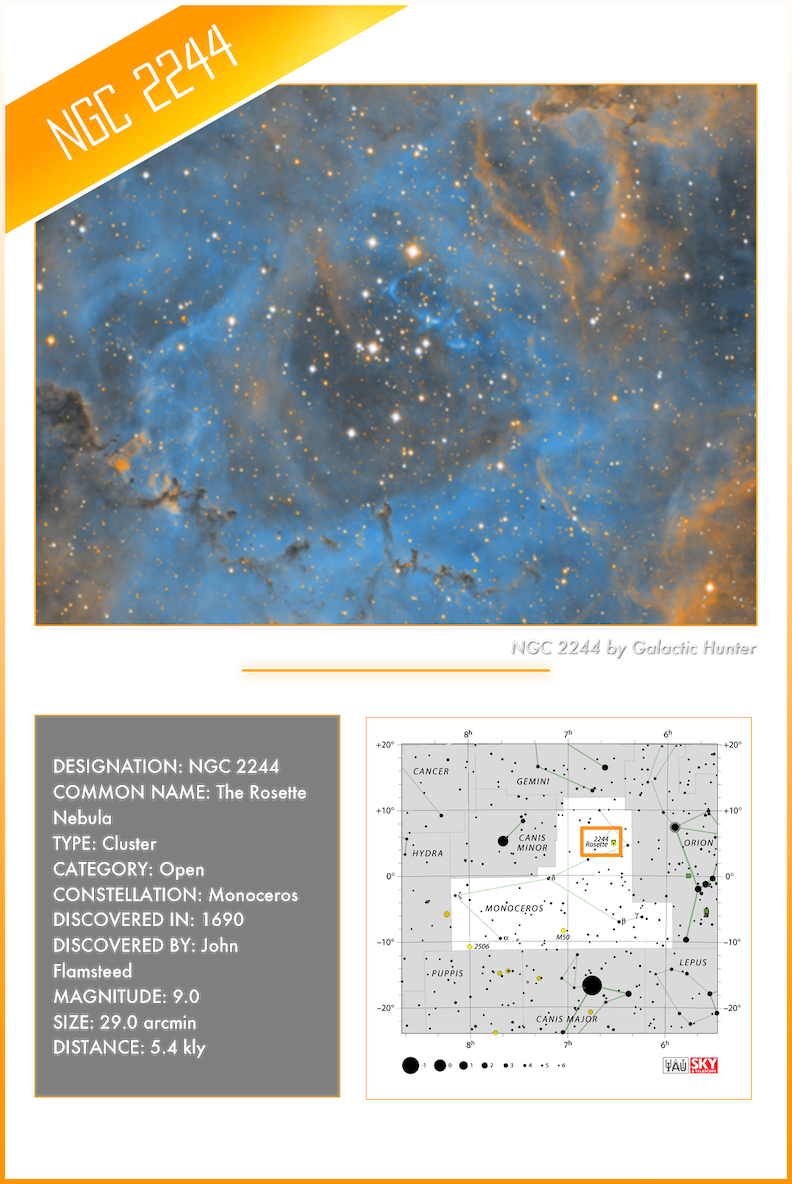 NGC 2244
NGC 2244 by Galactic Hunter
DESIGNATION: NGC 2244
COMMON NAME: The Rosette
Nebula
TYPE: Cluster
CATEGORY: Open
CONSTELLATION: Monoceros
DISCOVERED IN: 1690
DISCOVERED BY: John
Flamsteed
MAGNITUDE: 9.0
SIZE: 29.0 arcmin
DISTANCE: 5.4 kly
8h 7h 6h
+20° +20°
CANCER
GEMINI
+10° +10°
CANIS
MINOR
2244
Rosette
ORION
HYDRA
0° 0°
δ
ζ
MONOCEROS
β γ
α
M50
2506
−10° −10°
PUPPIS
LEPUS
−20° −20°
CANIS MAJOR
8h 7h 6h
-1 0 1 2 3 4 5 6
IAU SKY
& TELESCOPE